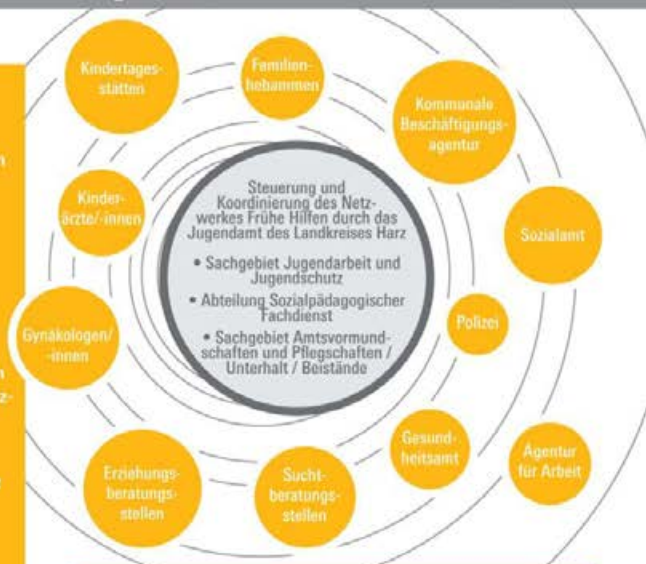 Kindertages-
stätten
Familien-
hebammen
Kommunale
Beschäftigungs-
agentur
Kinder-
ärzte/-innen
Steuerung und
Koordinierung des Netz-
werkes Frühe Hilfen durch das
Jugendamt des Landkreises Harz
• Sachgebiet Jugendarbeit und
Jugendschutz
• Abteilung Sozialpädagogischer
Fachdienst
• Sachgebiet Amtsvormund-
schaften und Pflegschaften /
Unterhalt / Beistände
Sozialamt
Polizei
Gynäkologen/
-innen
Gesund-
heitsamt
Agentur
für Arbeit
Erziehungs-
beratungs-
stellen
Sucht-
beratungs-
stellen